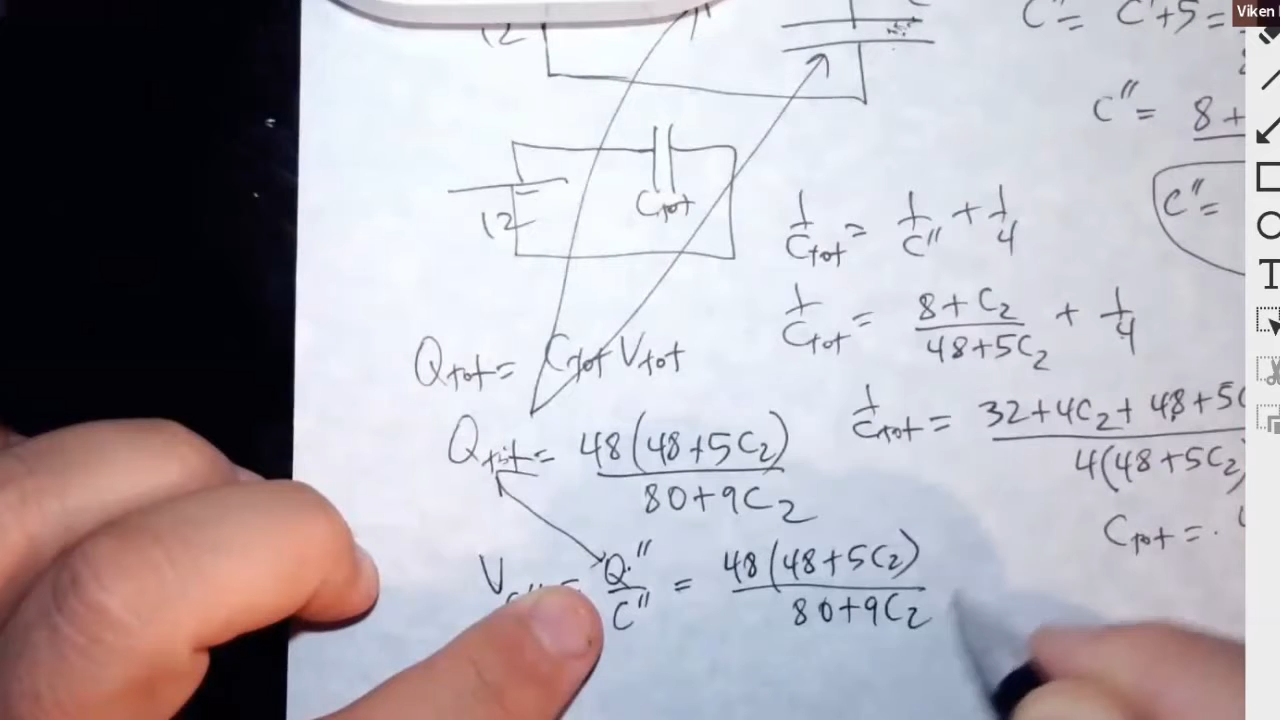 Viken
12
C
C" = C' + 5 =
C" = 8 +
C" =
12
Ctot
1/Ctot = 1/C" + 1/4
1/Ctot = (8 + C₂)/(48 + 5C₂) + 1/4
Qtot = Ctot Vtot
1/Ctot = (32 + 4C₂ + 48 + 5C)/(4(48 + 5C₂)
Qtot = 48(48 + 5C₂)/(80 + 9C₂)
Ctot =
V = Q"/C" = 48(48 + 5C₂)/(80 + 9C₂)
T